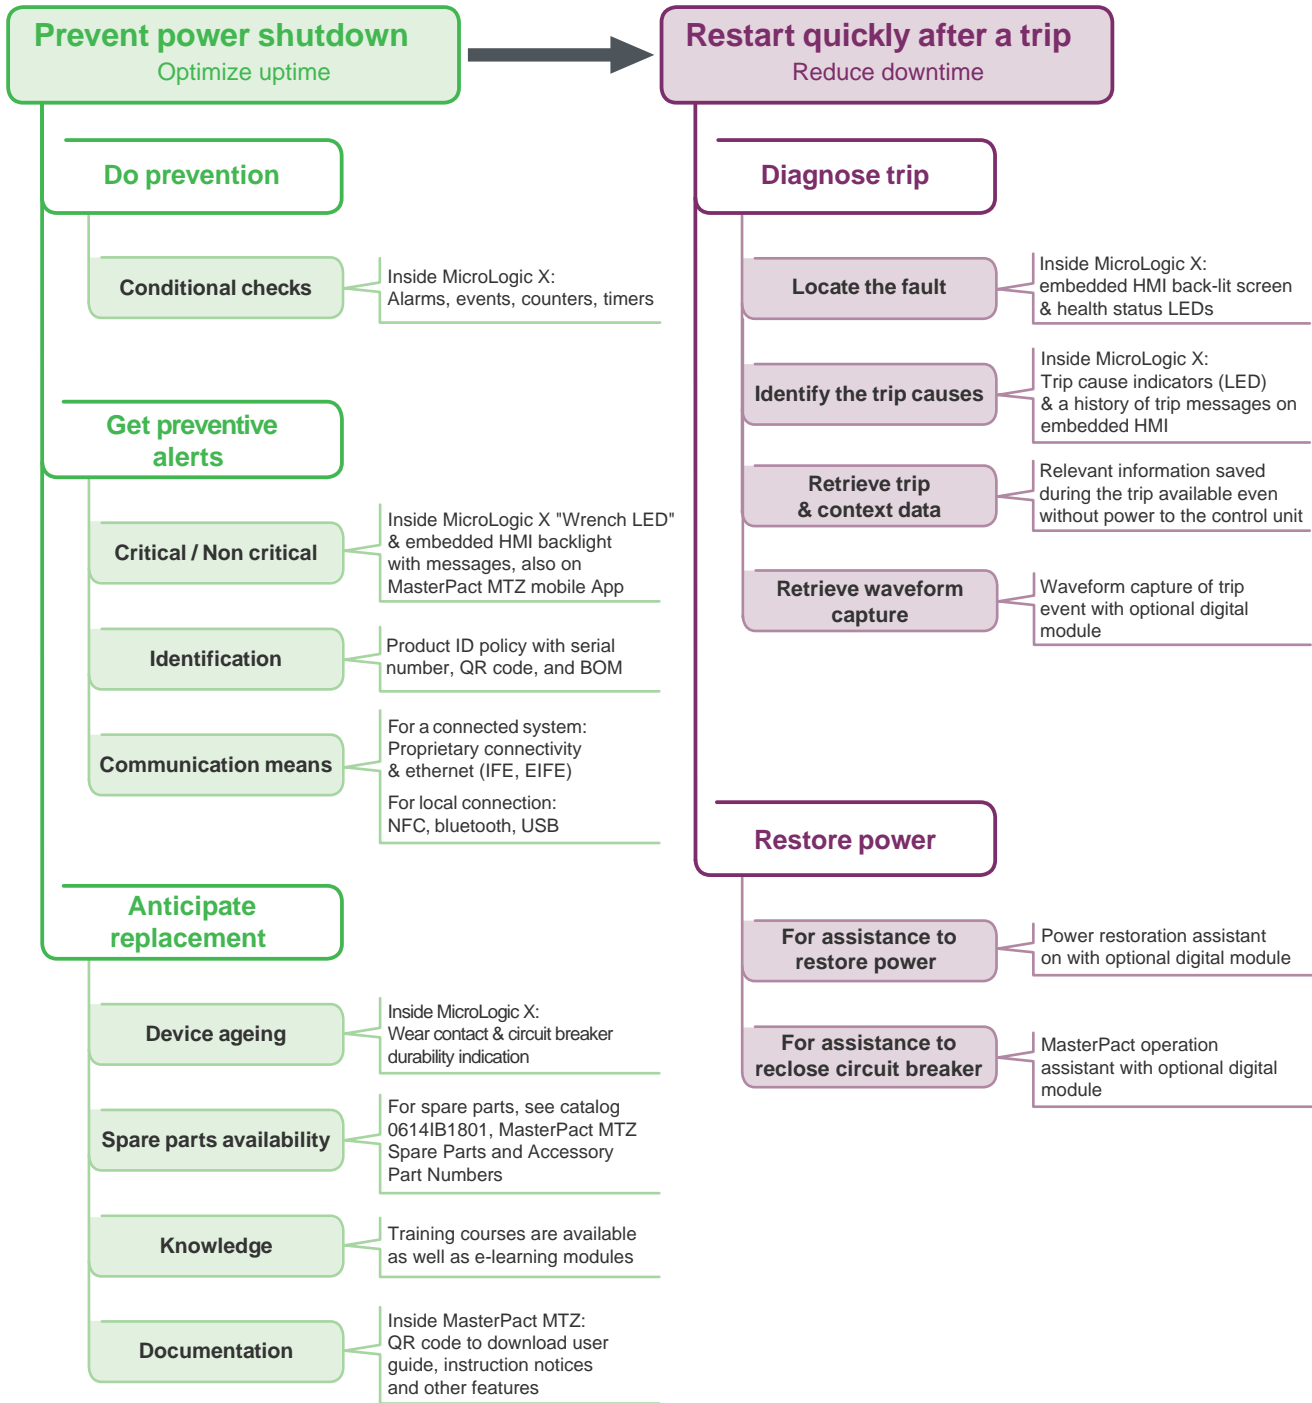 Prevent power shutdown
Optimize uptime
Do prevention
Conditional checks
Inside MicroLogic X:
Alarms, events, counters, timers
Get preventive
alerts
Critical / Non critical
Inside MicroLogic X "Wrench LED"
& embedded HMI backlight
with messages, also on
MasterPact MTZ mobile App
Identification
Product ID policy with serial
number, QR code, and BOM
Communication means
For a connected system:
Proprietary connectivity
& ethernet (IFE, EIFE)
For local connection:
NFC, bluetooth, USB
Anticipate
replacement
Device ageing
Inside MicroLogic X:
Wear contact & circuit breaker
durability indication
Spare parts availability
For spare parts, see catalog
0614IB1801, MasterPact MTZ
Spare Parts and Accessory
Part Numbers
Knowledge
Training courses are available
as well as e-learning modules
Documentation
Inside MasterPact MTZ:
QR code to download user
guide, instruction notices
and other features
Restart quickly after a trip
Reduce downtime
Diagnose trip
Locate the fault
Inside MicroLogic X:
embedded HMI back-lit screen
& health status LEDs
Identify the trip causes
Inside MicroLogic X:
Trip cause indicators (LED)
& a history of trip messages on
embedded HMI
Retrieve trip
& context data
Relevant information saved
during the trip available even
without power to the control unit
Retrieve waveform
capture
Waveform capture of trip
event with optional digital
module
Restore power
For assistance to
restore power
Power restoration assistant
on with optional digital module
For assistance to
reclose circuit breaker
MasterPact operation
assistant with optional digital
module